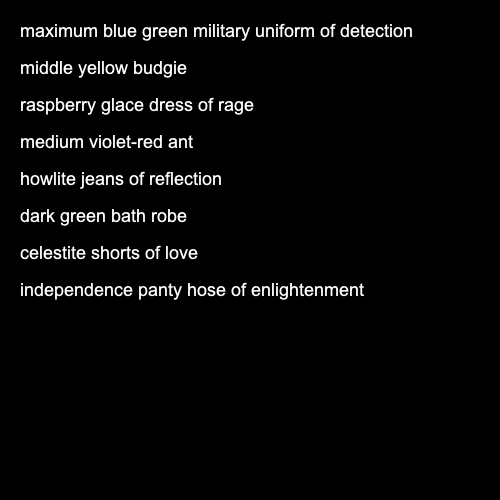 maximum blue green military uniform of detection
middle yellow budgie
raspberry glace dress of rage
medium violet-red ant
howlite jeans of reflection
dark green bath robe
celestite shorts of love
independence panty hose of enlightenment